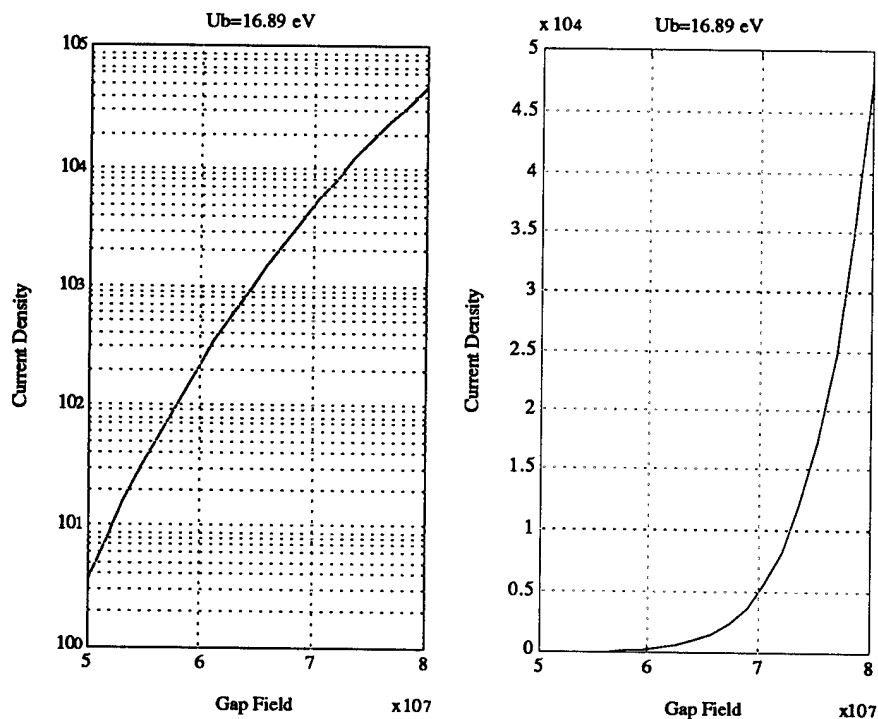 Ub=16.89 eV
10⁵
10⁴
10³
10²
10¹
10⁰
Current Density
5
6
7
8
Gap Field
x10⁷
x 10⁴
Ub=16.89 eV
5
4.5
4
3.5
3
2.5
2
1.5
1
0.5
0
Current Density
5
6
7
8
Gap Field
x10⁷